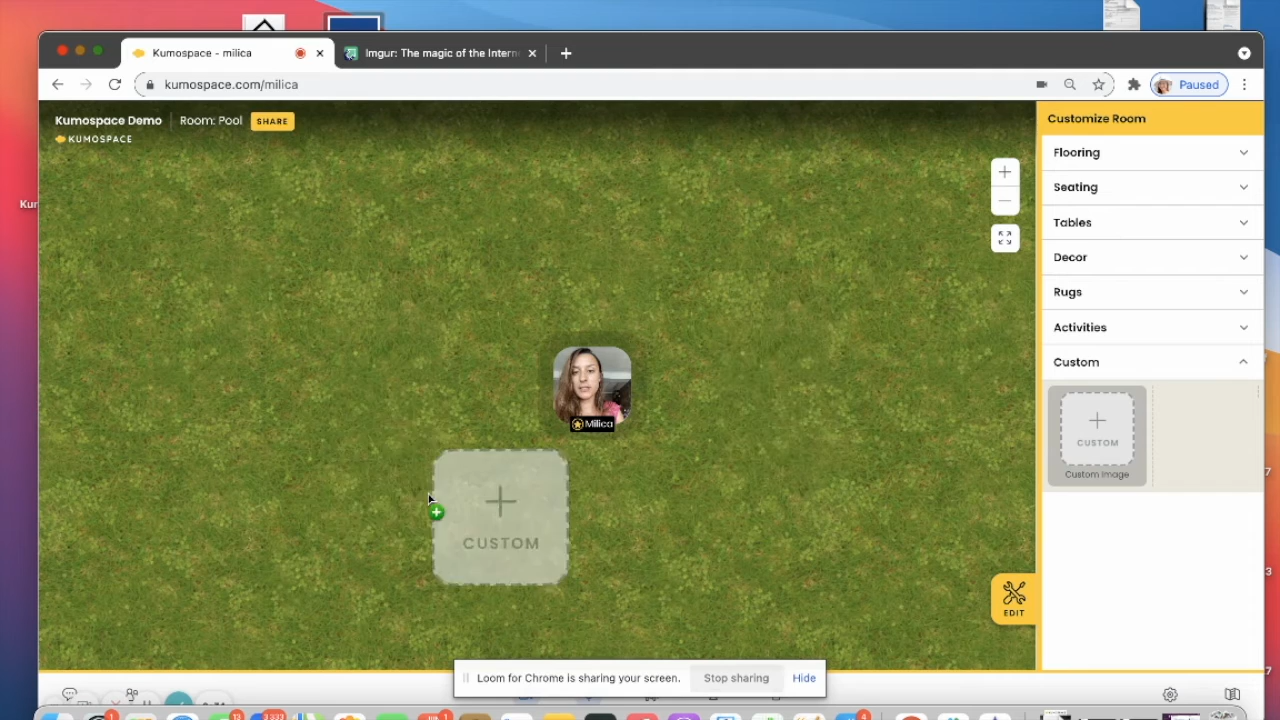 Kumospace - milica
Imgur: The magic of the Intern
kumospace.com/milica
Paused
Kumospace Demo
Room: Pool
SHARE
KUMOSPACE
Customize Room
Flooring
Seating
Tables
Decor
Rugs
Activities
Custom
CUSTOM
Custom Image
Milica
CUSTOM
EDIT
Kur
Loom for Chrome is sharing your screen.
Stop sharing
Hide